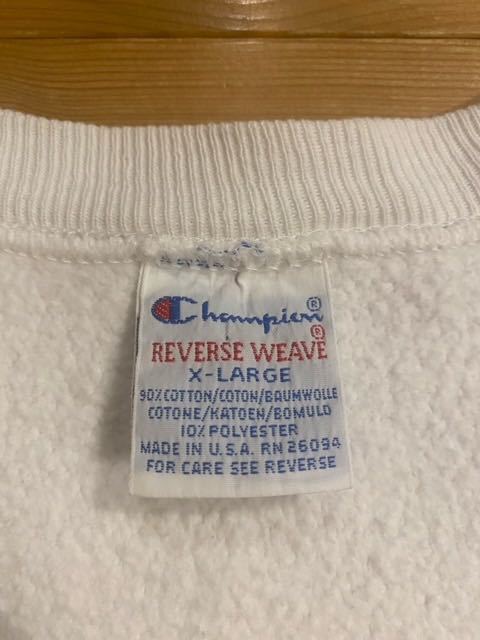 Champion®
REVERSE WEAVE®
X-LARGE
90% COTTON/COTON/BAUMWOLLE
COTONE/KATOEN/BOMULD
10% POLYESTER
MADE IN U.S.A. RN 26094
FOR CARE SEE REVERSE